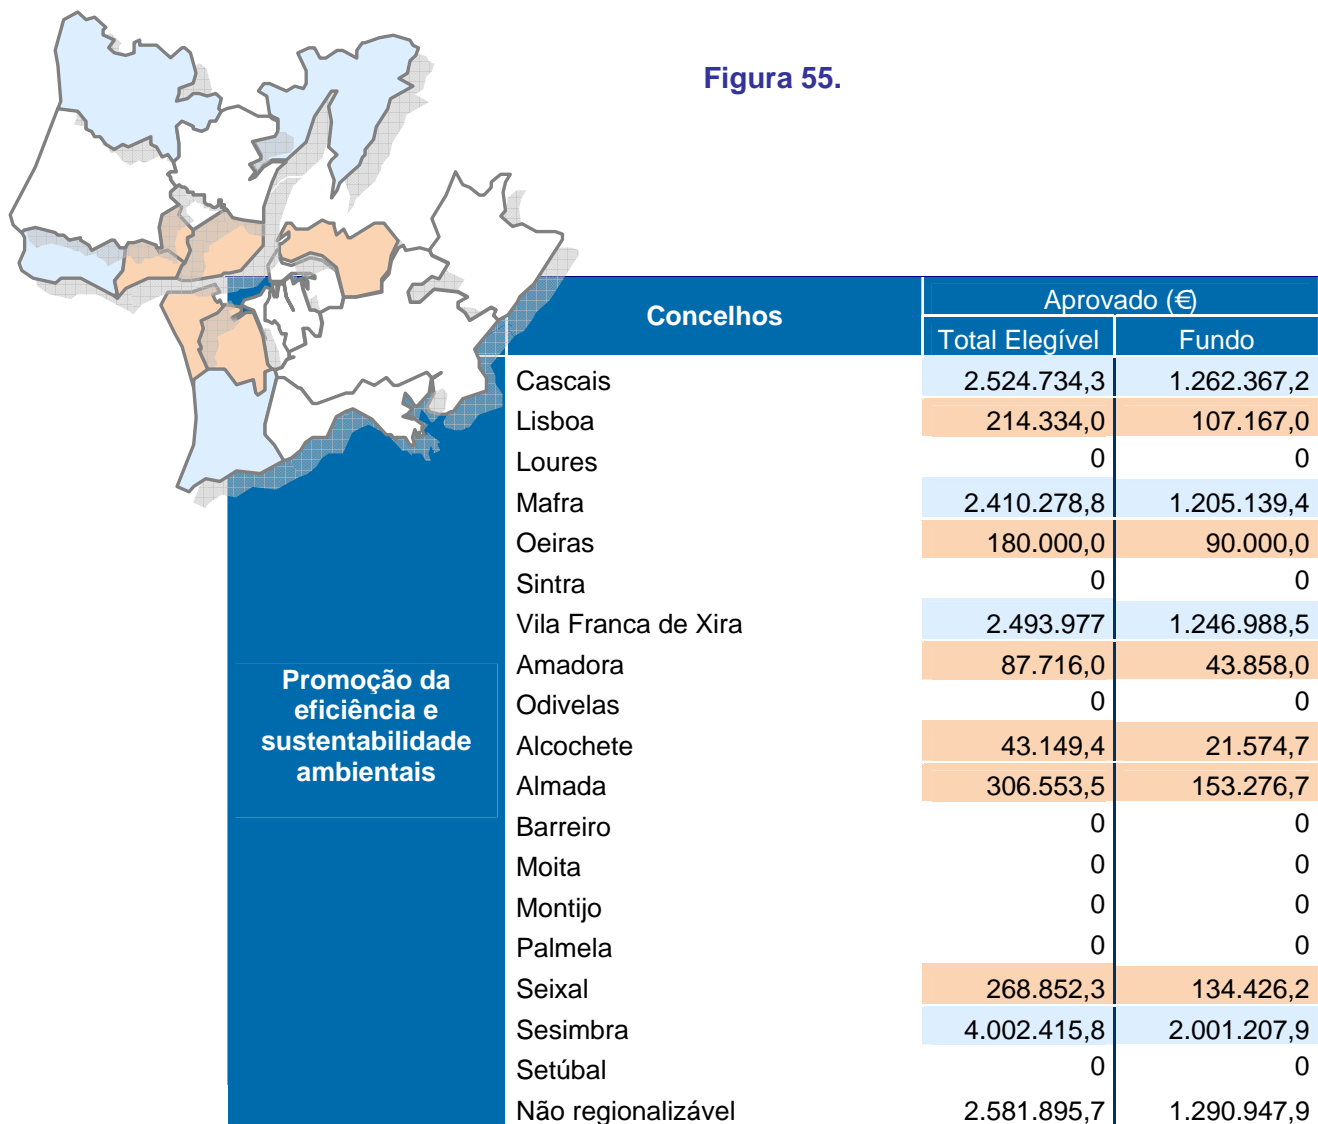 Figura 55.
Concelhos
Aprovado (€)
Total Elegível Fundo
Promoção da
eficiência e
sustentabilidade
ambientais
Cascais 2.524.734,3 1.262.367,2
Lisboa 214.334,0 107.167,0
Loures 0 0
Mafra 2.410.278,8 1.205.139,4
Oeiras 180.000,0 90.000,0
Sintra 0 0
Vila Franca de Xira 2.493.977 1.246.988,5
Amadora 87.716,0 43.858,0
Odivelas 0 0
Alcochete 43.149,4 21.574,7
Almada 306.553,5 153.276,7
Barreiro 0 0
Moita 0 0
Montijo 0 0
Palmela 0 0
Seixal 268.852,3 134.426,2
Sesimbra 4.002.415,8 2.001.207,9
Setúbal 0 0
Não regionalizável 2.581.895,7 1.290.947,9